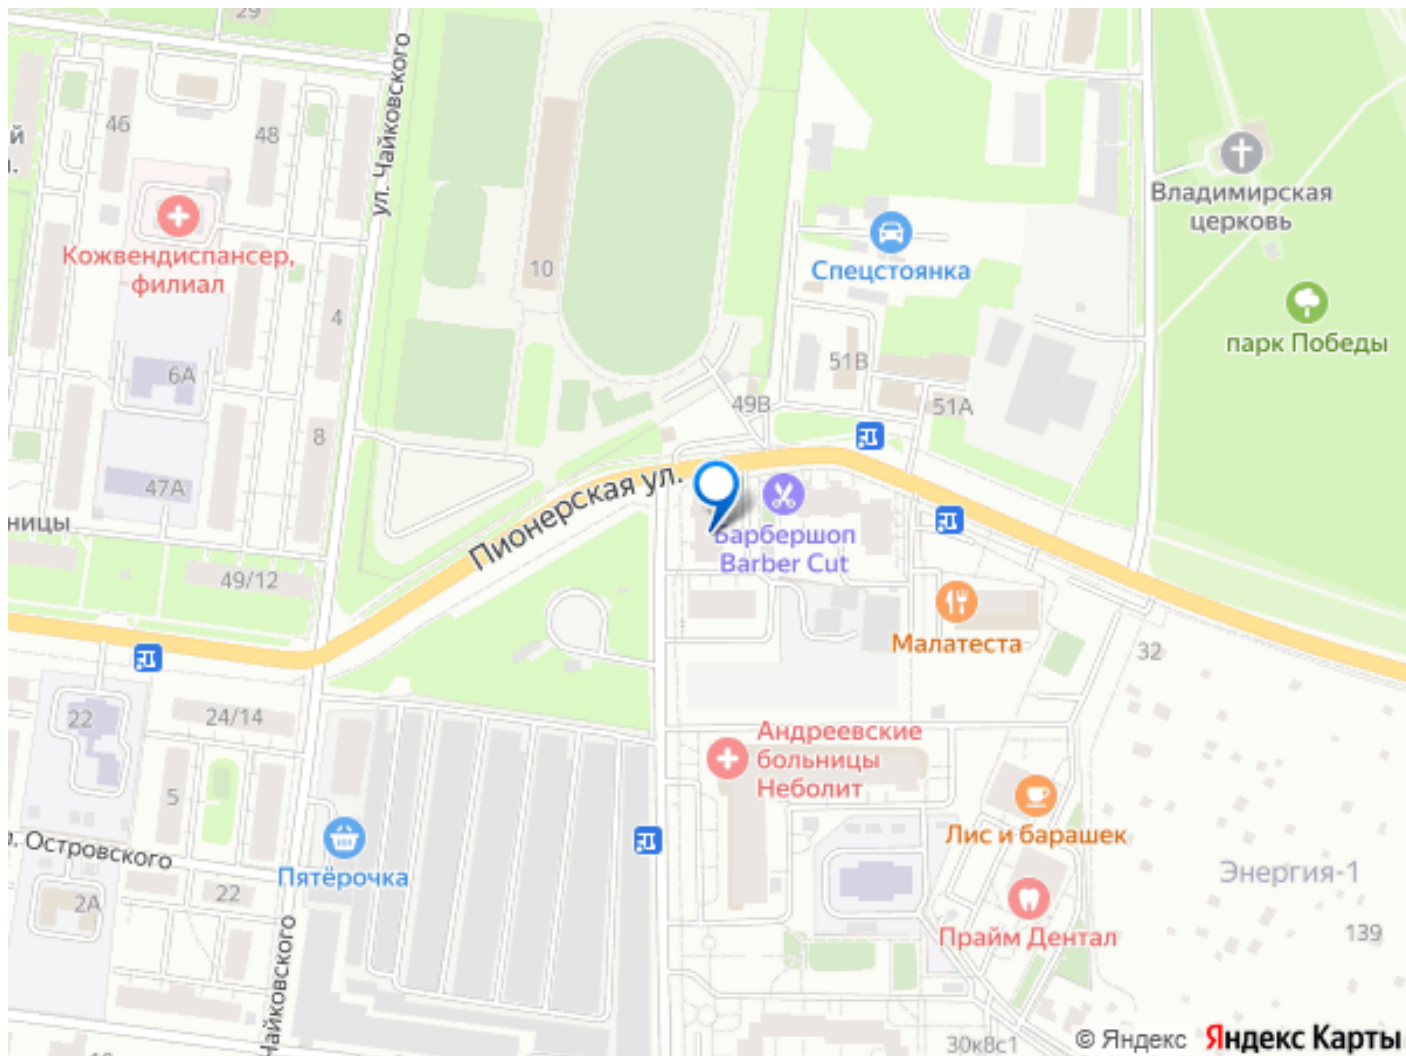 29
ул. Чайковского
46
48
й
Владимирская
церковь
Кожвендиспансер,
филиал
10
Спецстоянка
4
парк Победы
51В
6А
49В
51А
8
47А
Пионерская ул.
ницы
Барбершоп
Barber Cut
49/12
Малатеста
32
22
24/14
Андреевские
больницы
Неболит
5
Лис и барашек
л. Островского
Пятёрочка
Энергия-1
22
2А
139
Прайм Дентал
Чайковского
30к8с1
© Яндекс Яндекс Карты